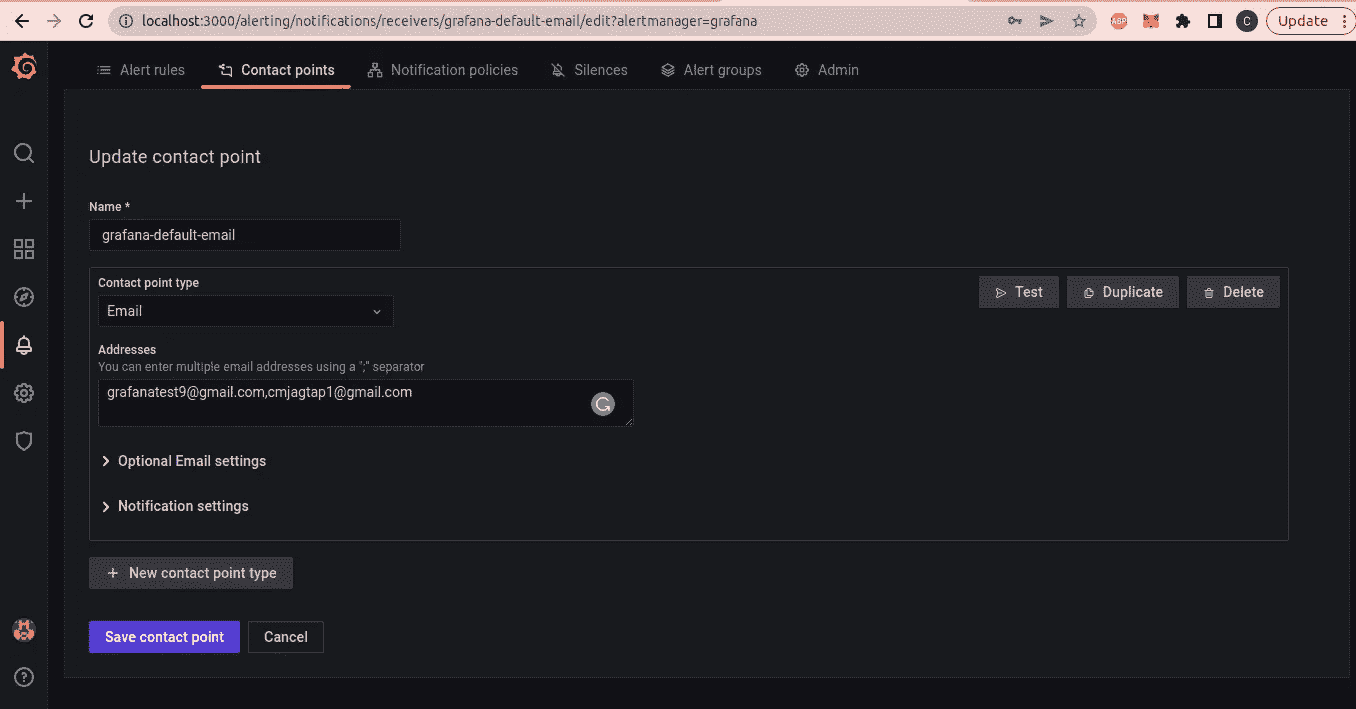 localhost:3000/alerting/notifications/receivers/grafana-default-email/edit?alertmanager=grafana
ABP
C
Update
Alert rules
Contact points
Notification policies
Silences
Alert groups
Admin
Update contact point
Name *
grafana-default-email
Contact point type
Test
Duplicate
Delete
Email
Addresses
You can enter multiple email addresses using a ";" separator
grafanatest9@gmail.com,cmjagtap1@gmail.com
Optional Email settings
Notification settings
New contact point type
Save contact point
Cancel